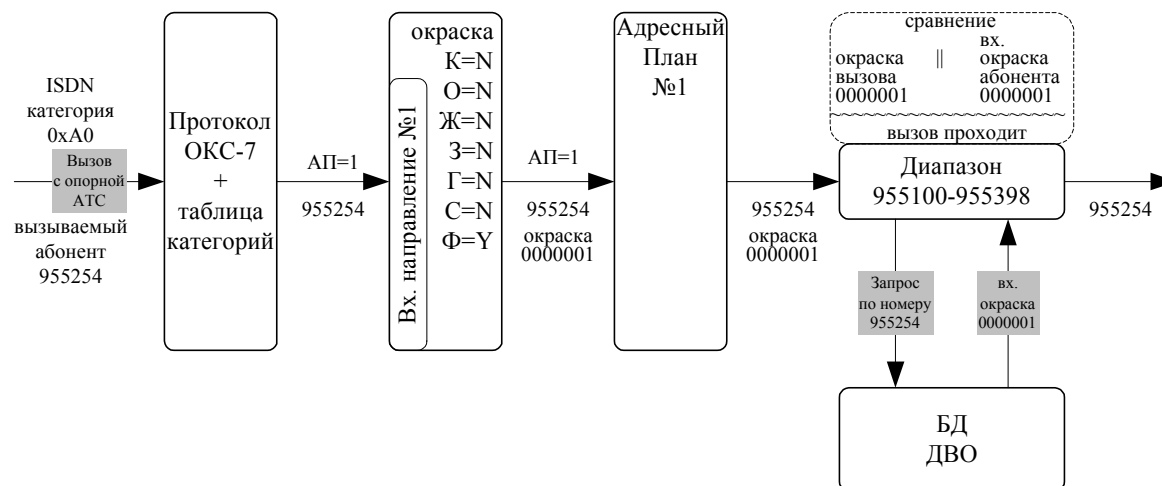 ISDN
категория
0xA0
Вызов
с опорной
АТС
вызываемый
абонент
955254
Протокол
ОКС-7
+
таблица
категорий
АП=1
955254
Вх. направление №1
окраска
К=N
О=N
Ж=N
З=N
Г=N
С=N
Ф=Y
АП=1
955254
окраска
0000001
Адресный
План
№1
955254
окраска
0000001
сравнение
окраска
вызова
0000001
||
вх.
окраска
абонента
0000001
вызов проходит
Диапазон
955100-955398
955254
Запрос
по номеру
955254
вх.
окраска
0000001
БД
ДВО